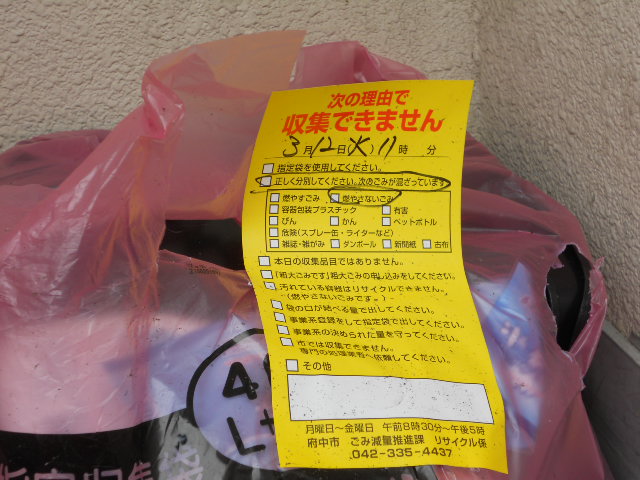 次の理由で
収集できません
3月12日(火)11時 分
指定袋を使用してください。
正しく分別してください。次のごみが混ざっています。
燃やすごみ 燃やさないごみ
容器包装プラスチック 有害
びん かん ペットボトル
危険(スプレー缶・ライターなど)
雑誌・雑がみ ダンボール 新聞紙 古布
本日の収集品目ではありません。
「粗大ごみです」粗大ごみの申し込みをしてください。
汚れている容器はリサイクルできません。
(燃やさないごみです。)
袋の口が結べる量で出してください。
事業系登録をして指定袋で出してください。
事業系の決められた量を守ってください。
市では収集できません。
専門の処理業者へ依頼してください。
その他
月曜日～金曜日 午前8時30分～午後5時
府中市 ごみ減量推進課 リサイクル係
042-335-4437
40
L